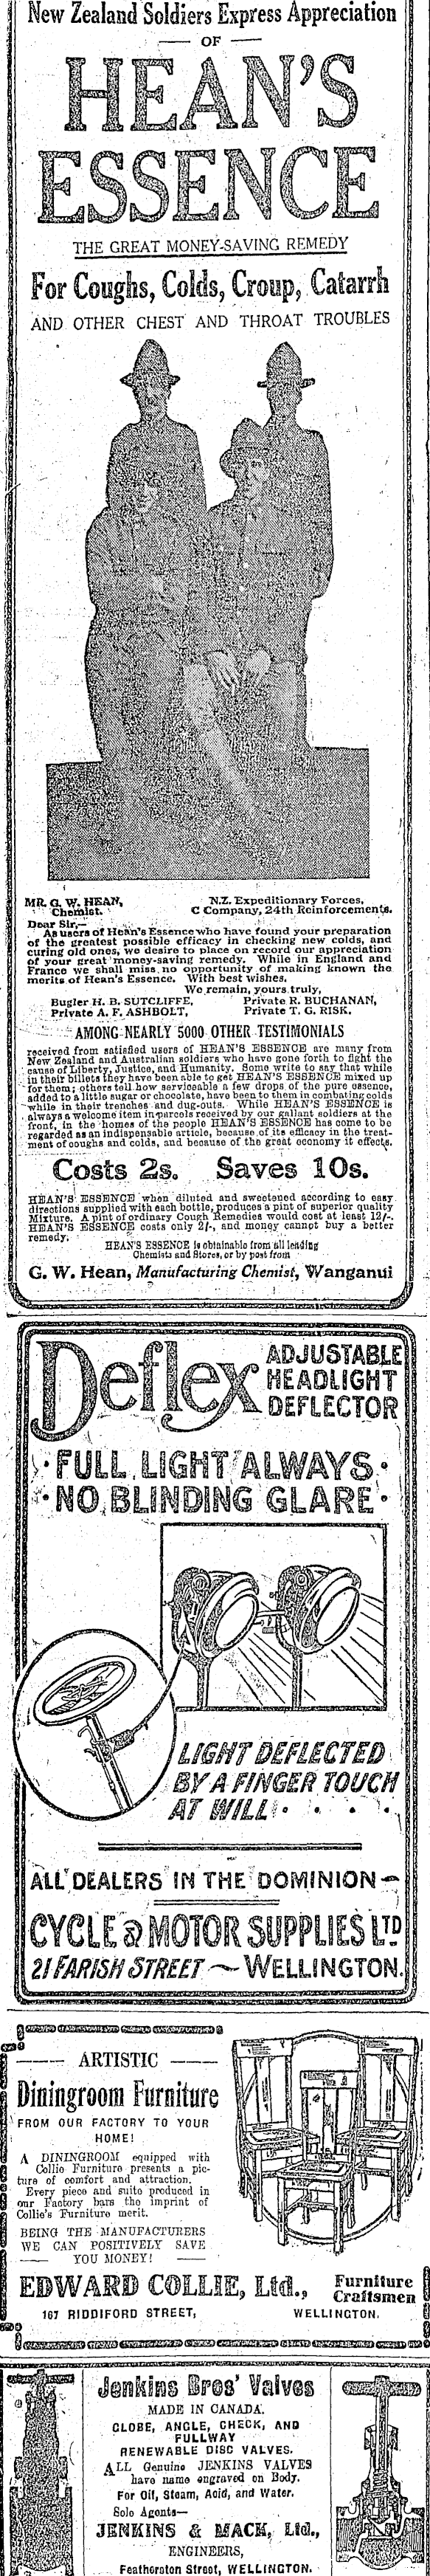 New Zealand Soldiers Express Appreciation
— OF —
HEAN'S
ESSENCE
THE GREAT MONEY-SAVING REMEDY
For Coughs, Colds, Croup, Catarrh
AND OTHER CHEST AND THROAT TROUBLES
MR. G. W. HEAN,
Chemist.
N.Z. Expeditionary Forces,
C Company, 24th Reinforcements.
Dear Sir,—
As users of Hean's Essence who have found your preparation
of the greatest possible efficacy in checking new colds, and
curing old ones, we desire to place on record our appreciation
of your great money-saving remedy. While in England and
France we shall miss no opportunity of making known the
merits of Hean's Essence. With best wishes,
We remain, yours truly,
Bugler H. B. SUTCLIFFE, Private R. BUCHANAN,
Private A. F. ASHBOLT, Private T. G. RISK.
AMONG NEARLY 5000 OTHER TESTIMONIALS
received from satisfied users of HEAN'S ESSENCE are many from
New Zealand and Australian soldiers who have gone forth to fight the
cause of Liberty, Justice, and Humanity. Some write to say that while
in their billets they have been able to get HEAN'S ESSENCE mixed up
for them; others tell how serviceable a few drops of the pure essence,
added to a little sugar or chocolate, have been to them in combating colds
while in their trenches and dug-outs. While HEAN'S ESSENCE is
always a welcome item in parcels received by our gallant soldiers at the
front, in the homes of the people HEAN'S ESSENCE has come to be
regarded as an indispensable article, because of its efficacy in the treat-
ment of coughs and colds, and because of the great economy it effects.
Costs 2s. Saves 10s.
HEAN'S ESSENCE when diluted and sweetened according to easy
directions supplied with each bottle, produces a pint of superior quality
Mixture. A pint of ordinary Cough Remedies would cost at least 12/-.
HEAN'S ESSENCE costs only 2/-, and money cannot buy a better
remedy.
HEAN'S ESSENCE is obtainable from all leading
Chemists and Stores, or by post from
G. W. Hean, Manufacturing Chemist, Wanganui
Deflex ADJUSTABLE
HEADLIGHT
DEFLECTOR
· FULL LIGHT ALWAYS ·
· NO BLINDING GLARE ·
LIGHT DEFLECTED
BY A FINGER TOUCH
AT WILL · · · ·
ALL DEALERS IN THE DOMINION —
CYCLE & MOTOR SUPPLIES LTD
21 FARISH STREET ~ WELLINGTON.
— ARTISTIC —
Diningroom Furniture
FROM OUR FACTORY TO YOUR
HOME!
A DININGROOM equipped with
Collie Furniture presents a pic-
ture of comfort and attraction.
Every piece and suite produced in
our Factory bars the imprint of
Collie's Furniture merit.
BEING THE MANUFACTURERS
WE CAN POSITIVELY SAVE
— YOU MONEY! —
EDWARD COLLIE, Ltd., Furniture
Craftsmen
167 RIDDIFORD STREET, WELLINGTON.
Jenkins Bros' Valves
MADE IN CANADA.
GLOBE, ANGLE, CHECK, AND
FULLWAY
RENEWABLE DISC VALVES.
ALL Genuine JENKINS VALVES
have name engraved on Body.
For Oil, Steam, Acid, and Water.
Sole Agents—
JENKINS & MACK, Ltd.,
ENGINEERS,
Featherston Street, WELLINGTON.